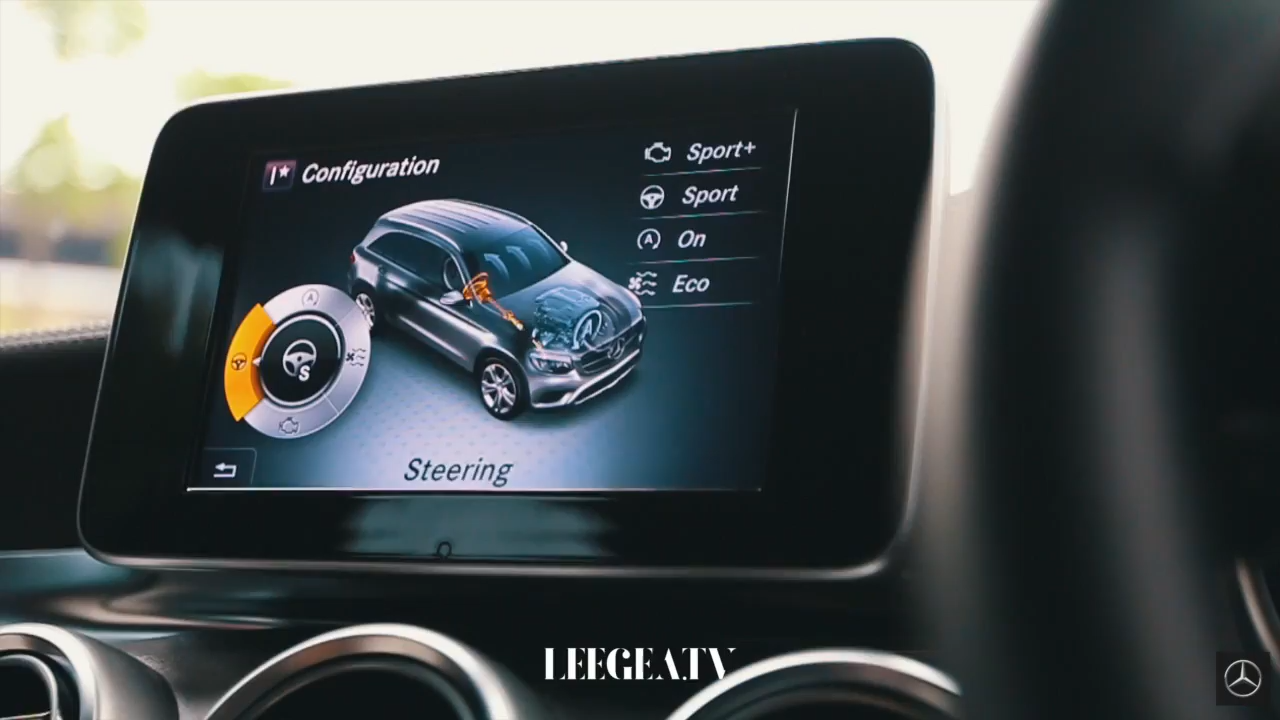 Configuration
Sport+
Sport
On
Eco
S
A
Steering
LEEGEA.TV